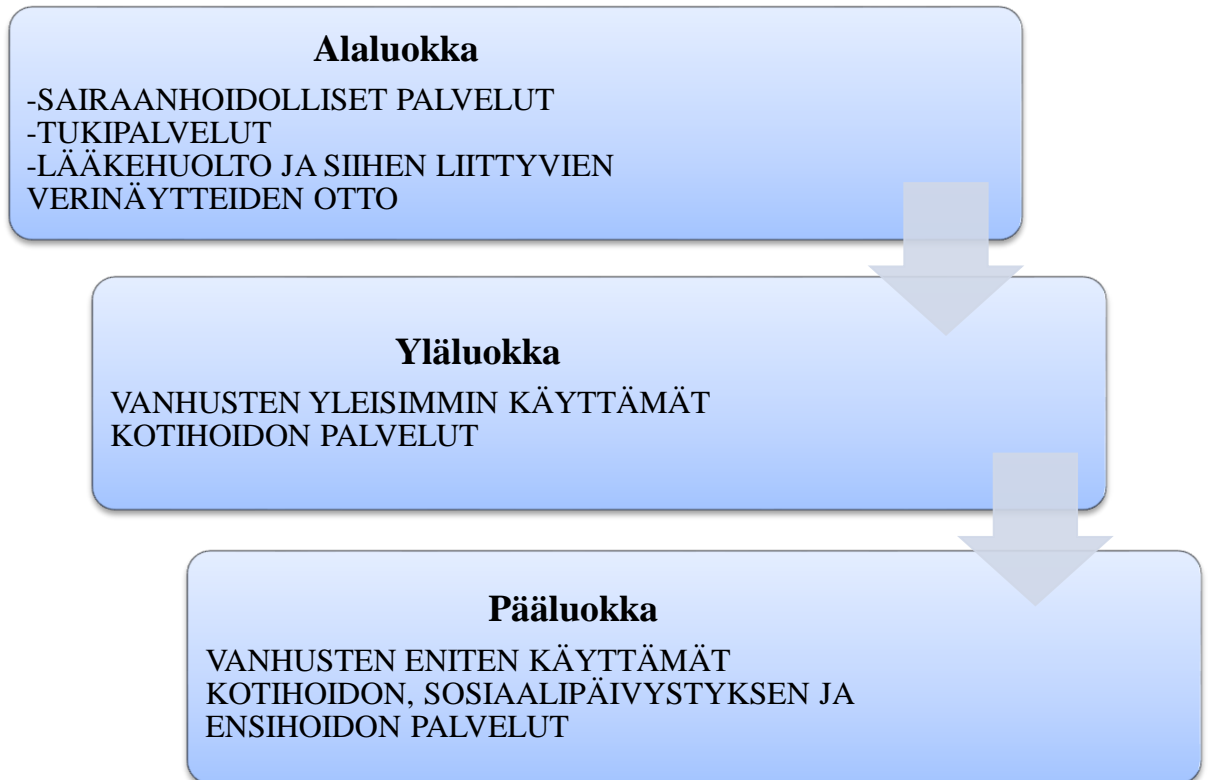 Alaluokka
-SAIRAANHOIDOLLISET PALVELUT
-TUKIPALVELUT
-LÄÄKEHUOLTO JA SIIHEN LIITTYVIEN
VERINÄYTTEIDEN OTTO
Yläluokka
VANHUSTEN YLEISIMMIN KÄYTTÄMÄT
KOTIHOIDON PALVELUT
Pääluokka
VANHUSTEN ENITEN KÄYTTÄMÄT
KOTIHOIDON, SOSIAALIPÄIVYSTYKSEN JA
ENSIHOIDON PALVELUT